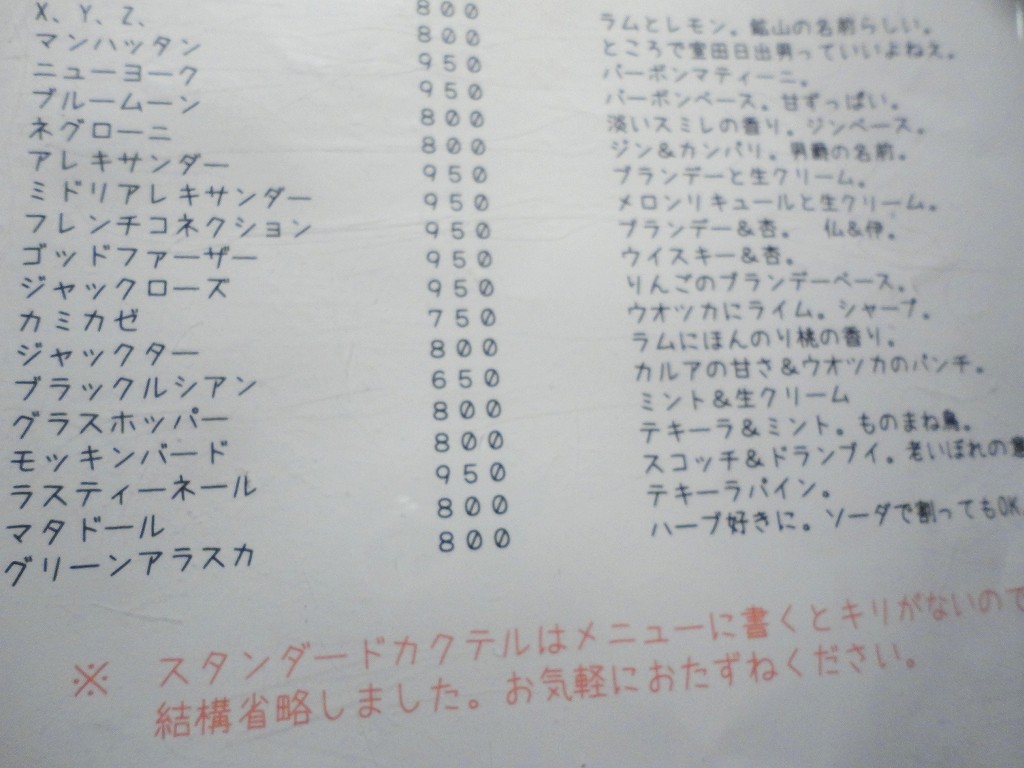 800 ラムとレモン。鉱山の名前らしい。
X、Y、Z、 800 ところで室田日出男っていいよねえ。
マンハッタン 950 バーボンマティーニ。
ニューヨーク 950 バーボンベース。甘ずっぱい。
ブルームーン 800 淡いスミレの香り。ジンベース。
ネグローニ 800 ジン&カンパリ。男爵の名前。
アレキサンダー 950 ブランデーと生クリーム。
ミドリアレキサンダー 950 メロンリキュールと生クリーム。
フレンチコネクション 950 ブランデー&杏。 仏&伊。
ゴッドファーザー 950 ウイスキー&杏。
ジャックローズ 950 りんごのブランデーベース。
カミカゼ 750 ウオツカにライム。シャープ。
ジャックター 800 ラムにほんのり桃の香り。
ブラックルシアン 650 カルアの甘さ&ウオツカのパンチ。
グラスホッパー 800 ミント&生クリーム
モッキンバード 800 テキーラ&ミント。ものまね鳥。
ラスティーネール 950 スコッチ&ドランブイ。老いぼれの意
マタドール 800 テキーラパイン。
グリーンアラスカ 800 ハーブ好きに。ソーダで割ってもOK
※ スタンダードカクテルはメニューに書くとキリがないので
結構省略しました。お気軽におたずねください。